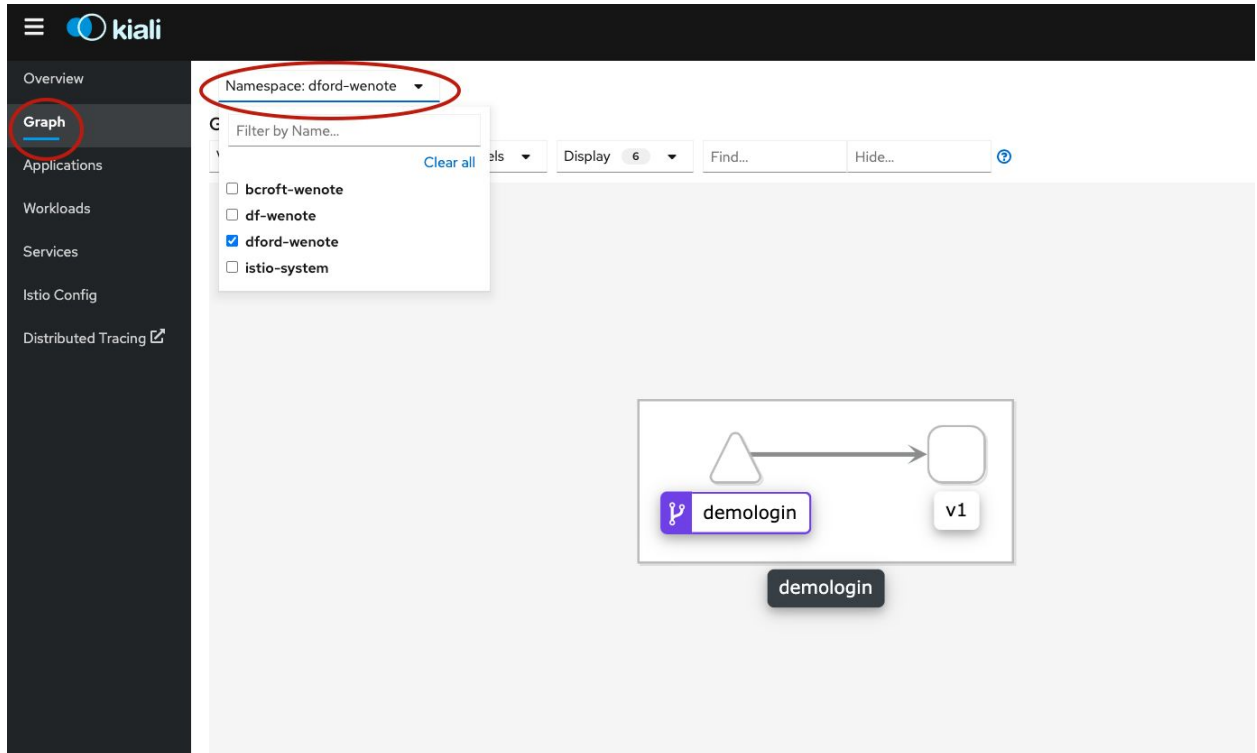 kiali
Overview
Graph
Applications
Workloads
Services
Istio Config
Distributed Tracing
Namespace: dford-wenote
G
Filter by Name...
Clear all
bcroft-wenote
df-wenote
dford-wenote
istio-system
els
Display 6
Find...
Hide...
demologin
v1
demologin